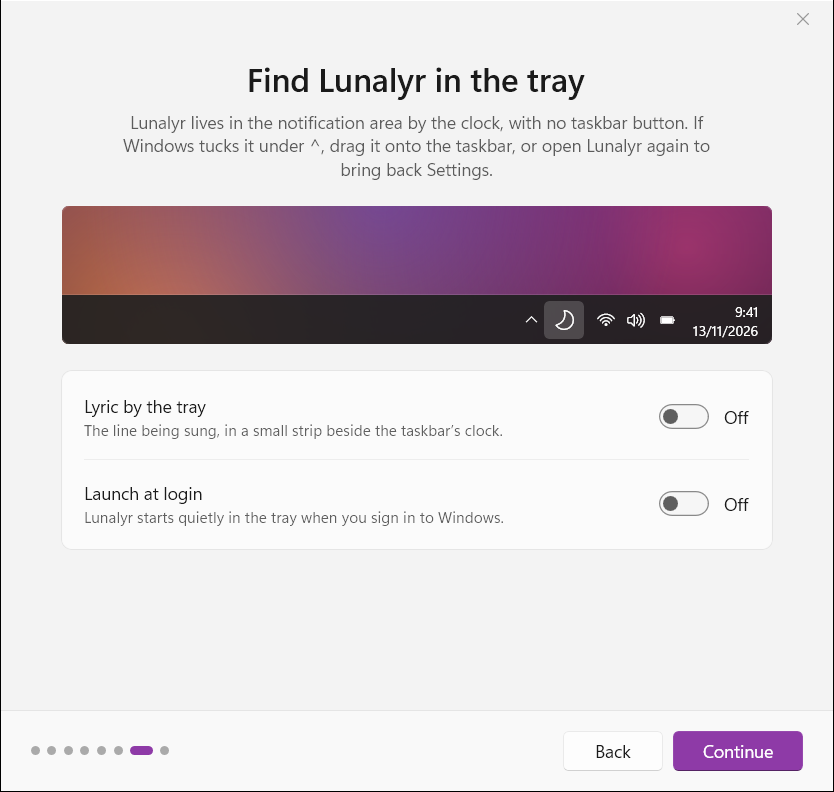 Find Lunalyr in the tray
Lunalyr lives in the notification area by the clock, with no taskbar button. If
Windows tucks it under ^, drag it onto the taskbar, or open Lunalyr again to
bring back Settings.
9:41
13/11/2026
Lyric by the tray
The line being sung, in a small strip beside the taskbar’s clock.
Off
Launch at login
Lunalyr starts quietly in the tray when you sign in to Windows.
Off
Back
Continue